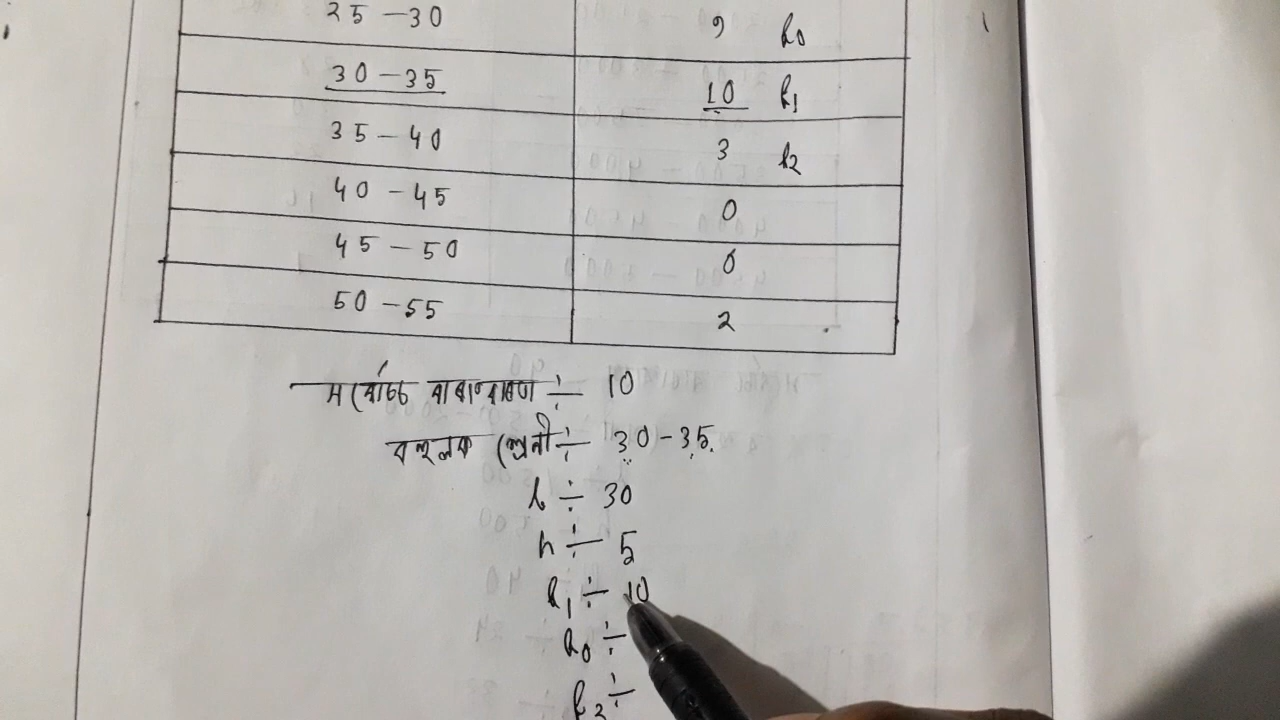 25 – 30 9 f0
30 – 35 10 f1
35 – 40 3 f2
40 – 45 0
45 – 50 0
50 – 55 2
সৰ্বোচ্চ বাৰংবাৰতা ÷ 10
বহুলক শ্ৰেনী ÷ 30 - 35
l ÷ 30
h ÷ 5
f1 ÷ 10
f0 ÷
f2 ÷